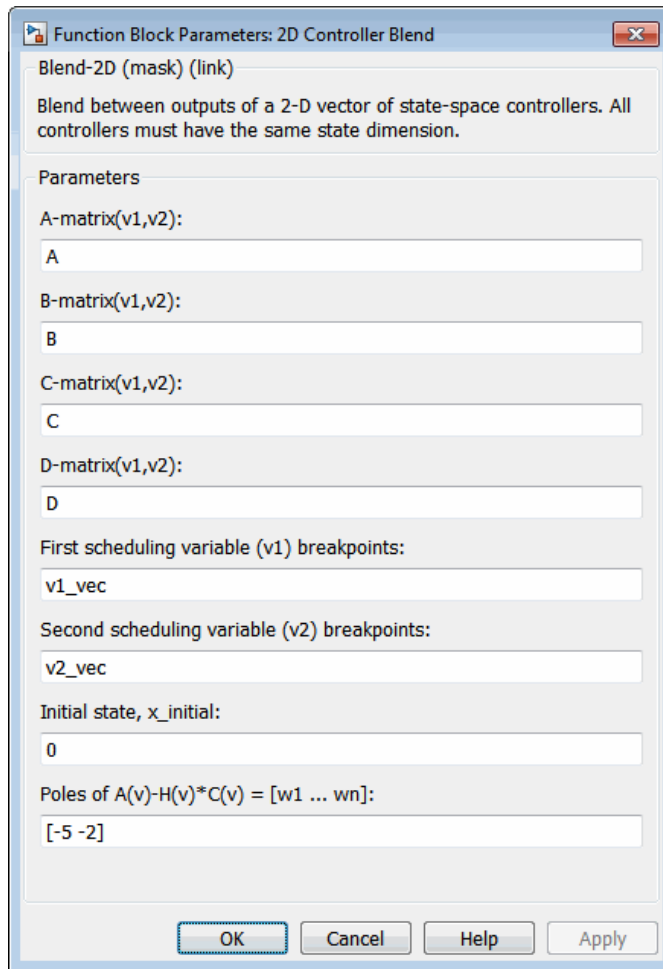 Function Block Parameters: 2D Controller Blend
Blend-2D (mask) (link)
Blend between outputs of a 2-D vector of state-space controllers. All
controllers must have the same state dimension.
Parameters
A-matrix(v1,v2):
A
B-matrix(v1,v2):
B
C-matrix(v1,v2):
C
D-matrix(v1,v2):
D
First scheduling variable (v1) breakpoints:
v1_vec
Second scheduling variable (v2) breakpoints:
v2_vec
Initial state, x_initial:
0
Poles of A(v)-H(v)*C(v) = [w1 ... wn]:
[-5 -2]
OK Cancel Help Apply